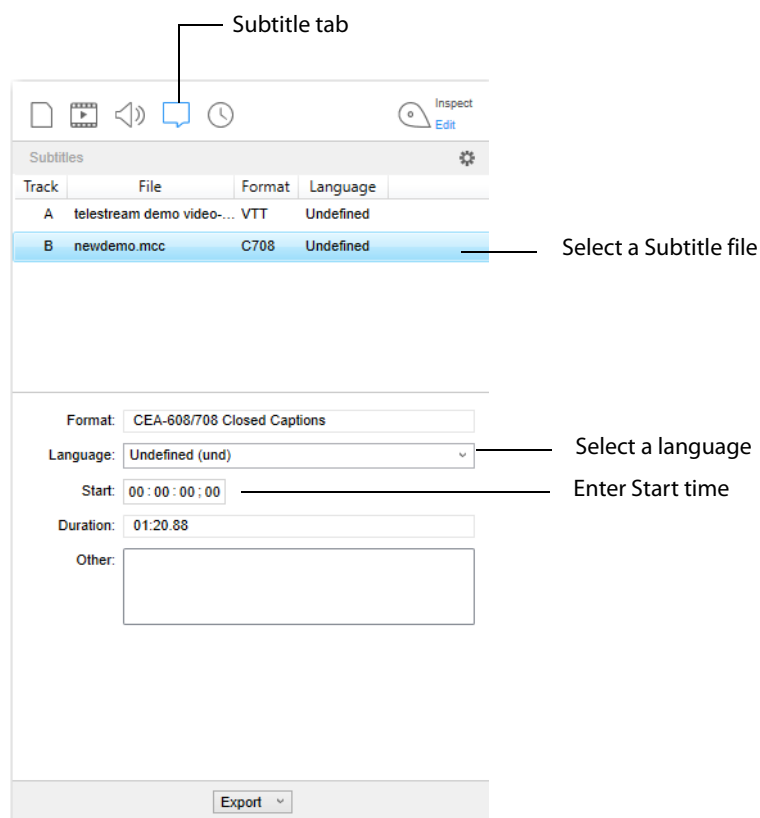 Subtitle tab
Inspect
Edit
Subtitles
Track File Format Language
A telestream demo video-... VTT Undefined
B newdemo.mcc C708 Undefined
Select a Subtitle file
Format: CEA-608/708 Closed Captions
Language: Undefined (und)
Select a language
Start: 00:00:00;00
Enter Start time
Duration: 01:20.88
Other:
Export